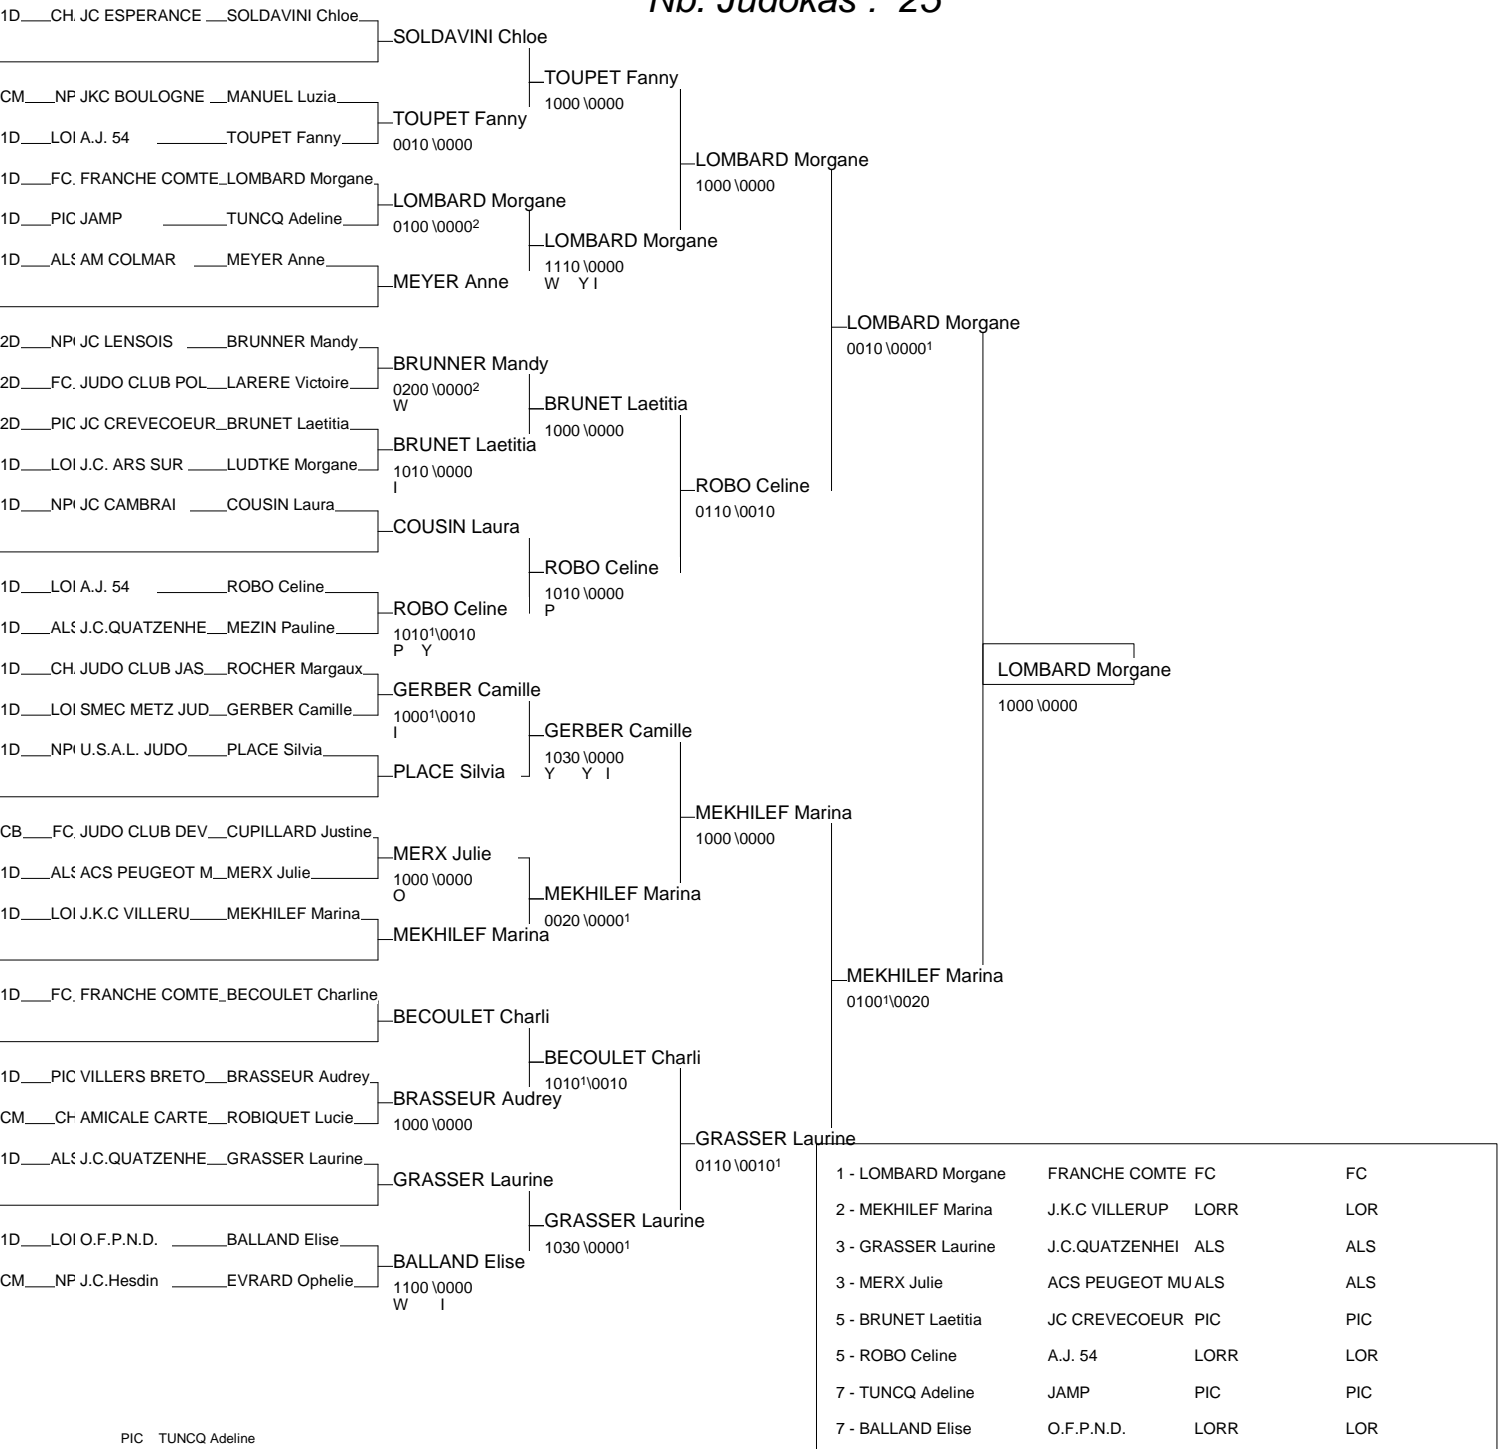 Nb. Judokas : 25
1D CH. JC ESPERANCE SOLDAVINI Chloe
SOLDAVINI Chloe
TOUPET Fanny
1000 \0000
CM NP JKC BOULOGNE MANUEL Luzia
TOUPET Fanny
0010 \0000
1D LOI A.J. 54 TOUPET Fanny
LOMBARD Morgane
1000 \0000
1D FC. FRANCHE COMTE LOMBARD Morgane
LOMBARD Morgane
0100 \0000²
1D PIC JAMP TUNCQ Adeline
LOMBARD Morgane
1110 \0000
W Y I
1D ALS AM COLMAR MEYER Anne
MEYER Anne
LOMBARD Morgane
0010 \0000¹
2D NP( JC LENSOIS BRUNNER Mandy
BRUNNER Mandy
0200 \0000²
W
2D FC. JUDO CLUB POL LARERE Victoire
BRUNET Laetitia
1000 \0000
2D PIC JC CREVECOEUR BRUNET Laetitia
BRUNET Laetitia
1010 \0000
I
1D LOI J.C. ARS SUR LUDTKE Morgane
ROBO Celine
0110 \0010
1D NP( JC CAMBRAI COUSIN Laura
COUSIN Laura
ROBO Celine
1010 \0000
P
1D LOI A.J. 54 ROBO Celine
ROBO Celine
1010¹\0010
P Y
1D ALS J.C.QUATZENHE MEZIN Pauline
LOMBARD Morgane
1000 \0000
1D CH. JUDO CLUB JAS ROCHER Margaux
GERBER Camille
1000¹\0010
I
1D LOI SMEC METZ JUD GERBER Camille
GERBER Camille
1030 \0000
Y Y I
1D NP( U.S.A.L. JUDO PLACE Silvia
PLACE Silvia
MEKHILEF Marina
1000 \0000
CB FC. JUDO CLUB DEV CUPILLARD Justine
MERX Julie
1000 \0000
O
1D ALS ACS PEUGEOT M MERX Julie
MEKHILEF Marina
0020 \0000¹
1D LOI J.K.C VILLERU MEKHILEF Marina
MEKHILEF Marina
MEKHILEF Marina
0100¹\0020
1D FC. FRANCHE COMTE BECOULET Charline
BECOULET Charli
BECOULET Charli
1010¹\0010
1D PIC VILLERS BRETO BRASSEUR Audrey
BRASSEUR Audrey
1000 \0000
CM CH AMICALE CARTE ROBIQUET Lucie
GRASSER Laurine
0110 \0010¹
1D ALS J.C.QUATZENHE GRASSER Laurine
GRASSER Laurine
GRASSER Laurine
1030 \0000¹
1D LOI O.F.P.N.D. BALLAND Elise
BALLAND Elise
1100 \0000
W I
CM NP J.C.Hesdin EVRARD Ophelie
1 - LOMBARD Morgane FRANCHE COMTE FC FC
2 - MEKHILEF Marina J.K.C VILLERUP LORR LOR
3 - GRASSER Laurine J.C.QUATZENHEI ALS ALS
3 - MERX Julie ACS PEUGEOT MU ALS ALS
5 - BRUNET Laetitia JC CREVECOEUR PIC PIC
5 - ROBO Celine A.J. 54 LORR LOR
7 - TUNCQ Adeline JAMP PIC PIC
7 - BALLAND Elise O.F.P.N.D. LORR LOR
PIC TUNCQ Adeline